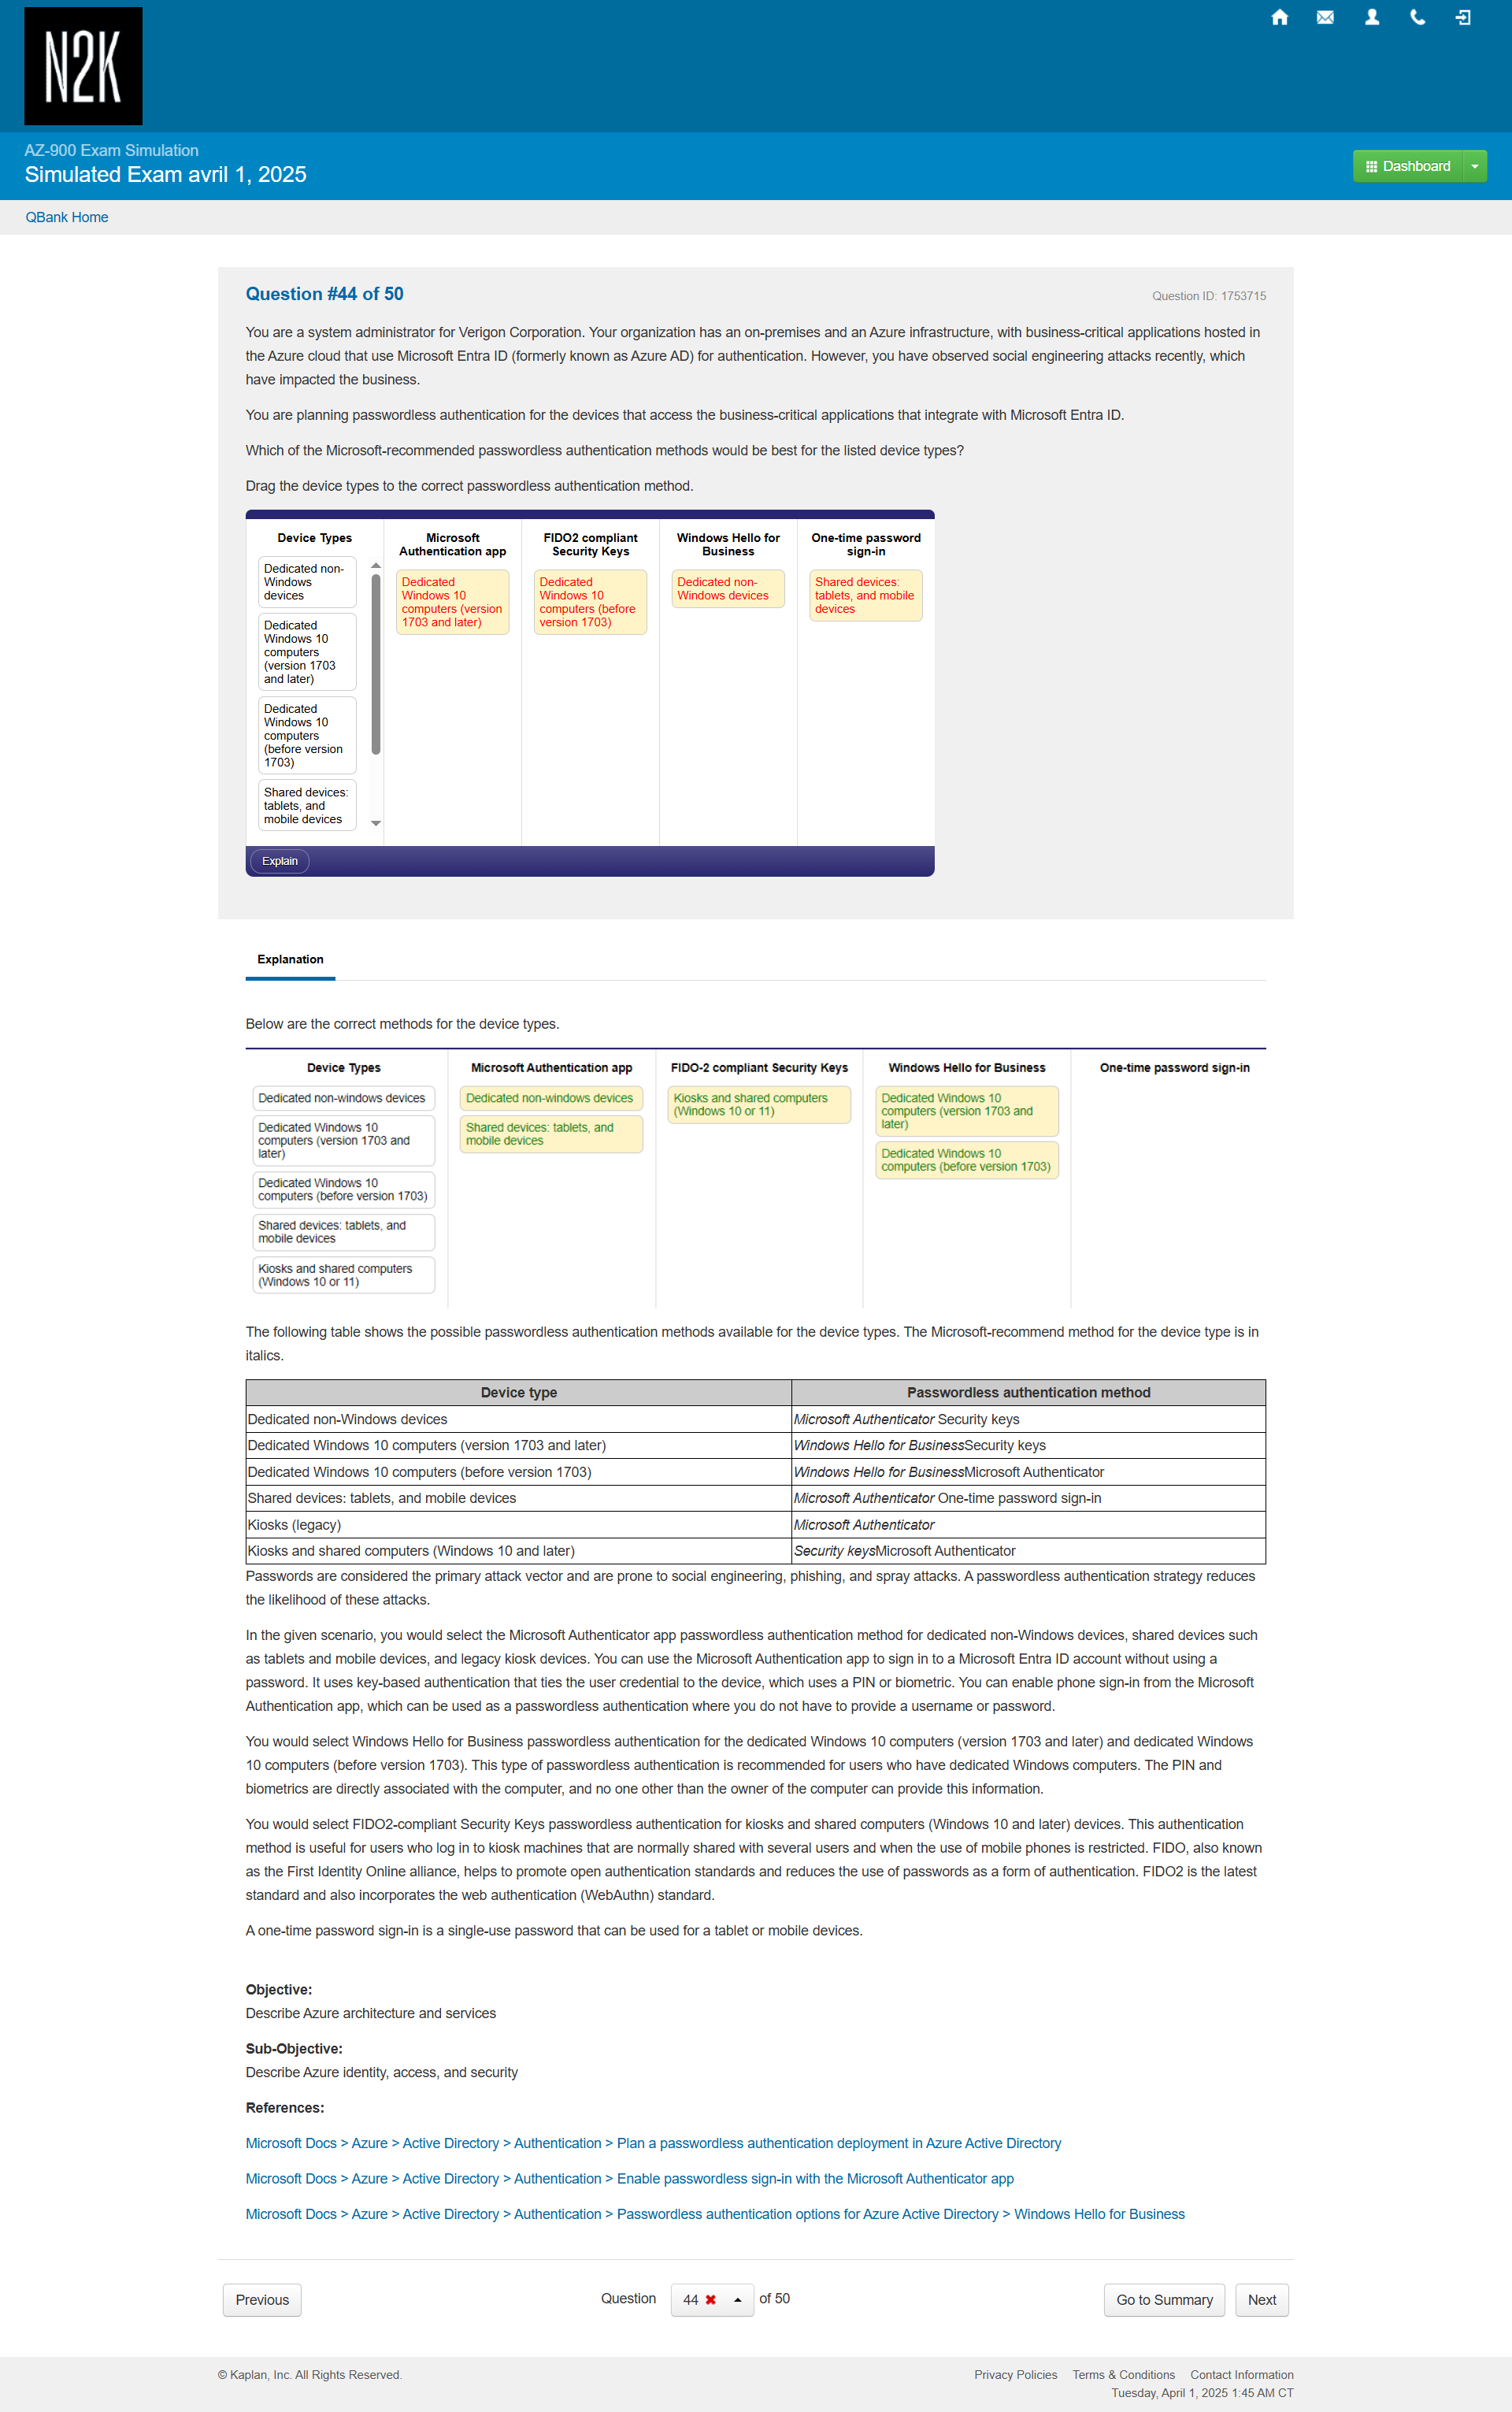 N2K
AZ-900 Exam Simulation
Simulated Exam avril 1, 2025
Dashboard
QBank Home
Question #44 of 50
Question ID: 1753715
You are a system administrator for Verigon Corporation. Your organization has an on-premises and an Azure infrastructure, with business-critical applications hosted in
the Azure cloud that use Microsoft Entra ID (formerly known as Azure AD) for authentication. However, you have observed social engineering attacks recently, which
have impacted the business.
You are planning passwordless authentication for the devices that access the business-critical applications that integrate with Microsoft Entra ID.
Which of the Microsoft-recommended passwordless authentication methods would be best for the listed device types?
Drag the device types to the correct passwordless authentication method.
Device Types
Dedicated non-
Windows
devices
Dedicated
Windows 10
computers
(version 1703
and later)
Dedicated
Windows 10
computers
(before version
1703)
Shared devices:
tablets, and
mobile devices
Microsoft
Authentication app
Dedicated
Windows 10
computers (version
1703 and later)
FIDO2 compliant
Security Keys
Dedicated
Windows 10
computers (before
version 1703)
Windows Hello for
Business
Dedicated non-
Windows devices
One-time password
sign-in
Shared devices:
tablets, and mobile
devices
Explain
Explanation
Below are the correct methods for the device types.
Device Types
Dedicated non-windows devices
Dedicated Windows 10
computers (version 1703 and
later)
Dedicated Windows 10
computers (before version 1703)
Shared devices: tablets, and
mobile devices
Kiosks and shared computers
(Windows 10 or 11)
Microsoft Authentication app
Dedicated non-windows devices
Shared devices: tablets, and
mobile devices
FIDO-2 compliant Security Keys
Kiosks and shared computers
(Windows 10 or 11)
Windows Hello for Business
Dedicated Windows 10
computers (version 1703 and
later)
Dedicated Windows 10
computers (before version 1703)
One-time password sign-in
The following table shows the possible passwordless authentication methods available for the device types. The Microsoft-recommend method for the device type is in
italics.
Device type Passwordless authentication method
Dedicated non-Windows devices Microsoft Authenticator Security keys
Dedicated Windows 10 computers (version 1703 and later) Windows Hello for BusinessSecurity keys
Dedicated Windows 10 computers (before version 1703) Windows Hello for BusinessMicrosoft Authenticator
Shared devices: tablets, and mobile devices Microsoft Authenticator One-time password sign-in
Kiosks (legacy) Microsoft Authenticator
Kiosks and shared computers (Windows 10 and later) Security keysMicrosoft Authenticator
Passwords are considered the primary attack vector and are prone to social engineering, phishing, and spray attacks. A passwordless authentication strategy reduces
the likelihood of these attacks.
In the given scenario, you would select the Microsoft Authenticator app passwordless authentication method for dedicated non-Windows devices, shared devices such
as tablets and mobile devices, and legacy kiosk devices. You can use the Microsoft Authentication app to sign in to a Microsoft Entra ID account without using a
password. It uses key-based authentication that ties the user credential to the device, which uses a PIN or biometric. You can enable phone sign-in from the Microsoft
Authentication app, which can be used as a passwordless authentication where you do not have to provide a username or password.
You would select Windows Hello for Business passwordless authentication for the dedicated Windows 10 computers (version 1703 and later) and dedicated Windows
10 computers (before version 1703). This type of passwordless authentication is recommended for users who have dedicated Windows computers. The PIN and
biometrics are directly associated with the computer, and no one other than the owner of the computer can provide this information.
You would select FIDO2-compliant Security Keys passwordless authentication for kiosks and shared computers (Windows 10 and later) devices. This authentication
method is useful for users who log in to kiosk machines that are normally shared with several users and when the use of mobile phones is restricted. FIDO, also known
as the First Identity Online alliance, helps to promote open authentication standards and reduces the use of passwords as a form of authentication. FIDO2 is the latest
standard and also incorporates the web authentication (WebAuthn) standard.
A one-time password sign-in is a single-use password that can be used for a tablet or mobile devices.
Objective:
Describe Azure architecture and services
Sub-Objective:
Describe Azure identity, access, and security
References:
Microsoft Docs > Azure > Active Directory > Authentication > Plan a passwordless authentication deployment in Azure Active Directory
Microsoft Docs > Azure > Active Directory > Authentication > Enable passwordless sign-in with the Microsoft Authenticator app
Microsoft Docs > Azure > Active Directory > Authentication > Passwordless authentication options for Azure Active Directory > Windows Hello for Business
Previous
Question 44 of 50
Go to Summary
Next
© Kaplan, Inc. All Rights Reserved.
Privacy Policies Terms & Conditions Contact Information
Tuesday, April 1, 2025 1:45 AM CT